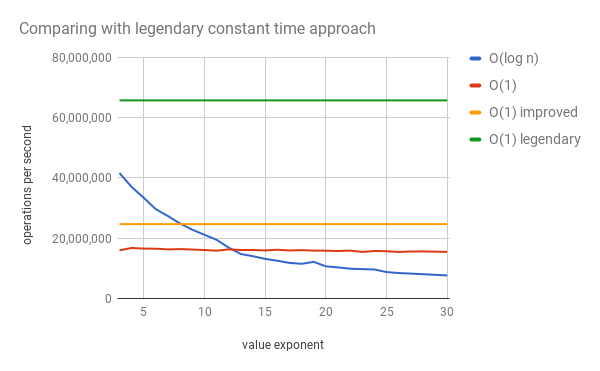 Comparing with legendary constant time approach
80,000,000
60,000,000
40,000,000
20,000,000
0
operations per second
5 10 15 20 25 30
value exponent
O(log n)
O(1)
O(1) improved
O(1) legendary